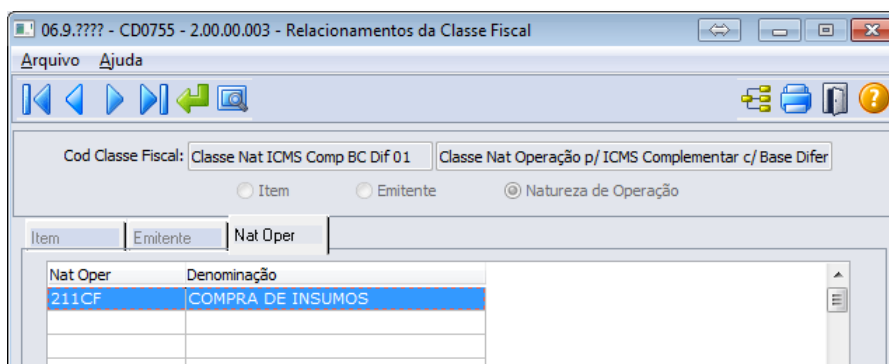 06.9.???? - CD0755 - 2.00.00.003 - Relacionamentos da Classe Fiscal
Arquivo Ajuda
Cod Classe Fiscal: Classe Nat ICMS Comp BC Dif 01 Classe Nat Operação p/ ICMS Complementar c/ Base Difer
Item Emitente Natureza de Operação
Item Emitente Nat Oper
Nat Oper Denominação
211CF COMPRA DE INSUMOS